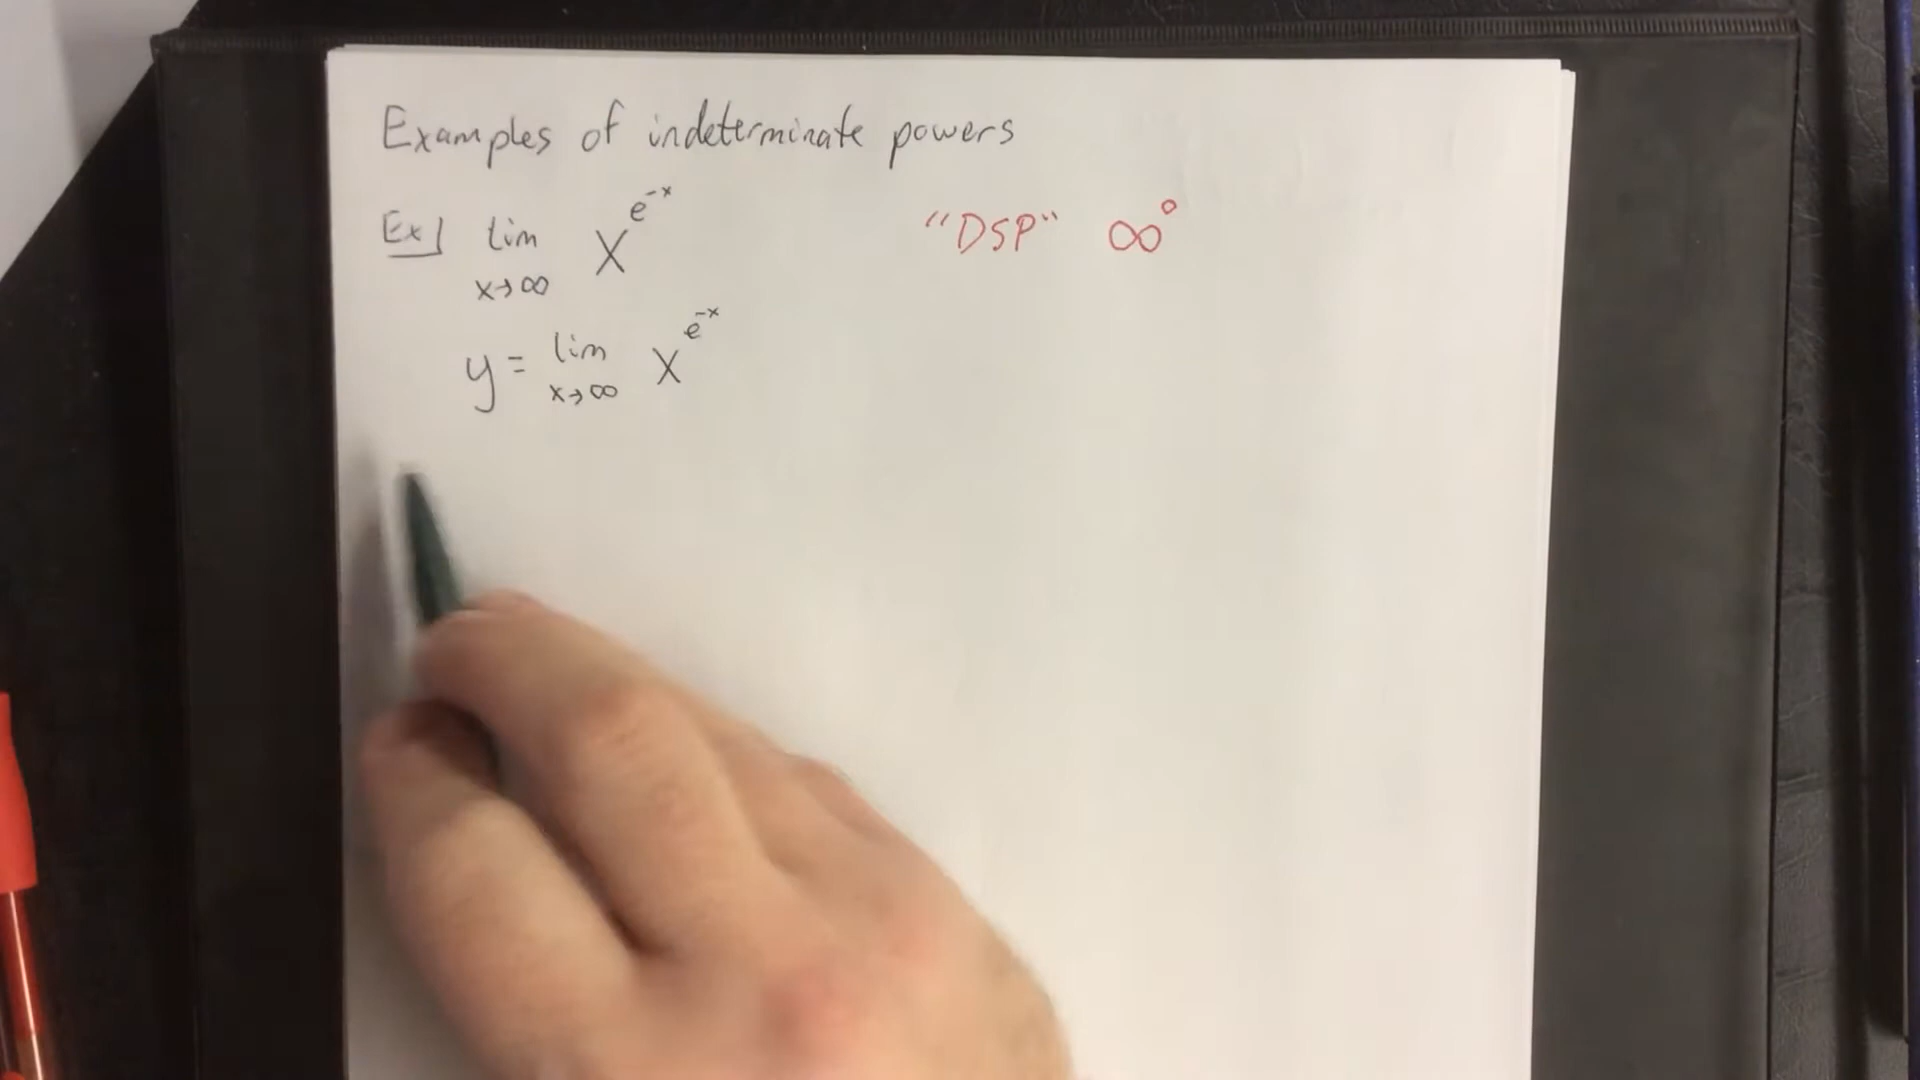 Examples of indeterminate powers
Ex] lim x→∞ x^e^-x "DSP" ∞^0
y = lim x→∞ x^e^-x